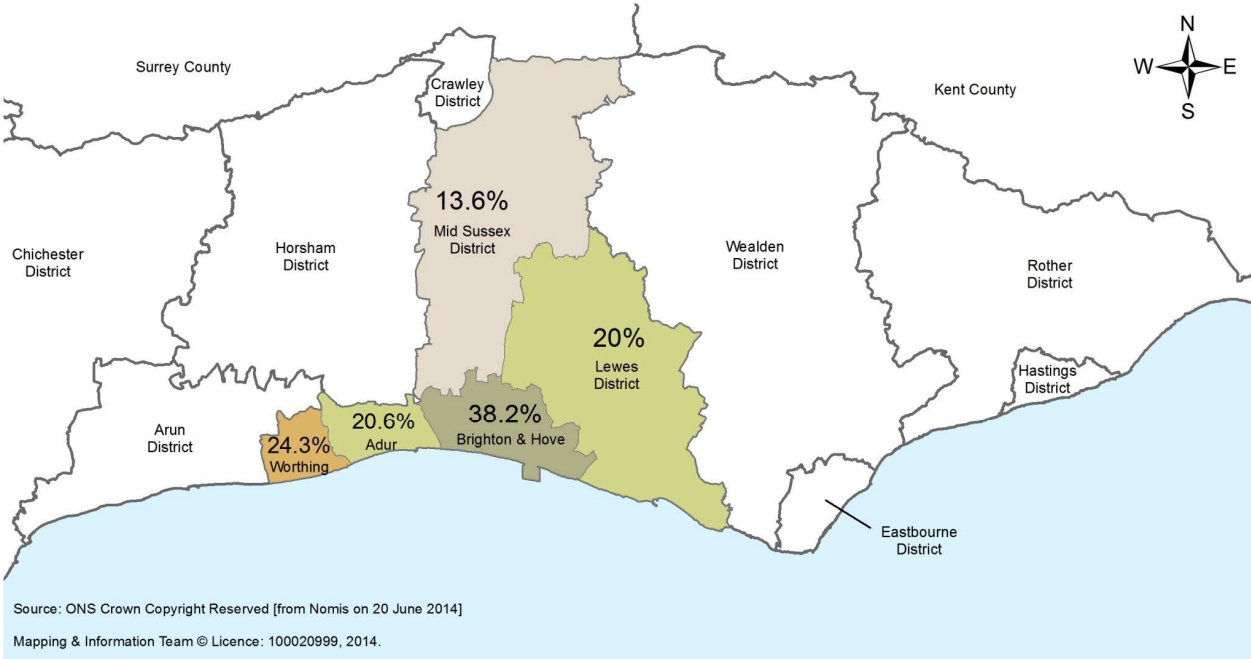 N
W E
S
Surrey County
Crawley
District
Kent County
13.6%
Mid Sussex
District
Chichester
District
Horsham
District
Wealden
District
Rother
District
20%
Lewes
District
Hastings
District
Arun
District
24.3%
Worthing
20.6%
Adur
38.2%
Brighton & Hove
Eastbourne
District
Source: ONS Crown Copyright Reserved [from Nomis on 20 June 2014]
Mapping & Information Team © Licence: 100020999, 2014.